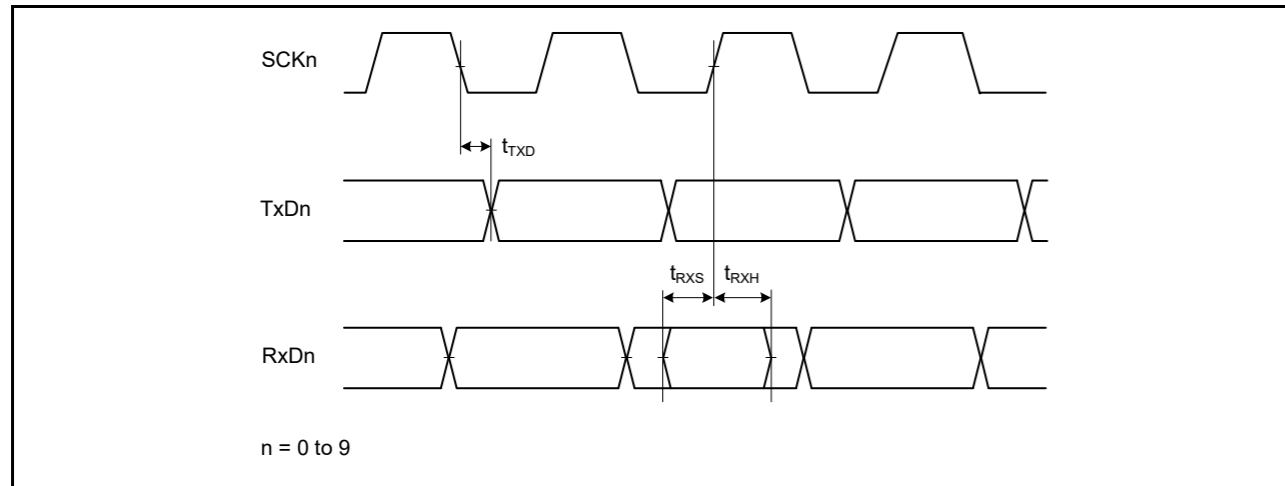 SCKn
tTXD
TxDn
tRXS tRXH
RxDn
n = 0 to 9